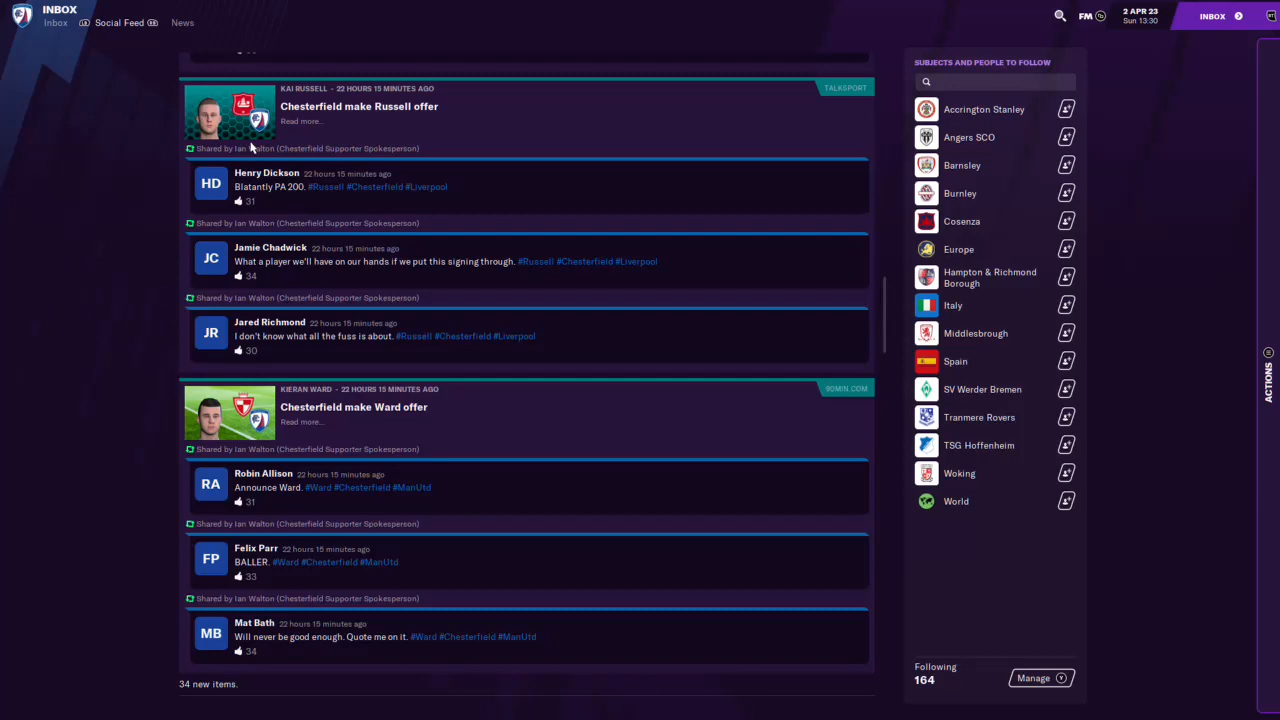 INBOX
Inbox
Social Feed
News
FM
2 APR 23
Sun 13:30
INBOX
KAI RUSSELL - 22 HOURS 15 MINUTES AGO
TALKSPORT
Chesterfield make Russell offer
Read more...
Shared by Ian Walton (Chesterfield Supporter Spokesperson)
HD
Henry Dickson 22 hours 15 minutes ago
Blatantly PA 200. #Russell #Chesterfield #Liverpool
31
Shared by Ian Walton (Chesterfield Supporter Spokesperson)
JC
Jamie Chadwick 22 hours 15 minutes ago
What a player we'll have on our hands if we put this signing through. #Russell #Chesterfield #Liverpool
34
Shared by Ian Walton (Chesterfield Supporter Spokesperson)
JR
Jared Richmond 22 hours 15 minutes ago
I don't know what all the fuss is about. #Russell #Chesterfield #Liverpool
30
KIERAN WARD - 22 HOURS 15 MINUTES AGO
90MIN.COM
Chesterfield make Ward offer
Read more...
Shared by Ian Walton (Chesterfield Supporter Spokesperson)
RA
Robin Allison 22 hours 15 minutes ago
Announce Ward. #Ward #Chesterfield #ManUtd
31
Shared by Ian Walton (Chesterfield Supporter Spokesperson)
FP
Felix Parr 22 hours 15 minutes ago
BALLER. #Ward #Chesterfield #ManUtd
33
Shared by Ian Walton (Chesterfield Supporter Spokesperson)
MB
Mat Bath 22 hours 15 minutes ago
Will never be good enough. Quote me on it. #Ward #Chesterfield #ManUtd
34
34 new items.
SUBJECTS AND PEOPLE TO FOLLOW
Accrington Stanley
Angers SCO
Barnsley
Burnley
Cosenza
Europe
Hampton & Richmond
Borough
Italy
Middlesbrough
Spain
SV Werder Bremen
Tranmere Rovers
TSG Hoffenheim
Woking
World
Following
164
Manage
ACTIONS